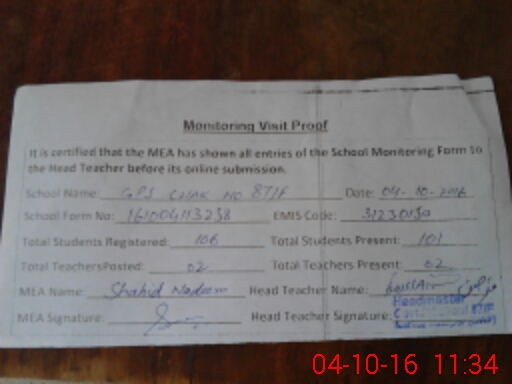 Monitoring Visit Proof
It is certified that the MEA has shown all entries of the School Monitoring Form to
the Head Teacher before its online submission.
School Name: GPS CHAK NO 87/F Date: 04-10-2016
School Form No: 161004113238 EMIS Code: 31230130
Total Students Registered: 106 Total Students Present: 101
Total TeachersPosted: 02 Total Teachers Present: 02
MEA Name: Shahid Nadeem Head Teacher Name:
MEA Signature: Head Teacher Signature: Headmaster
04-10-16 11:34